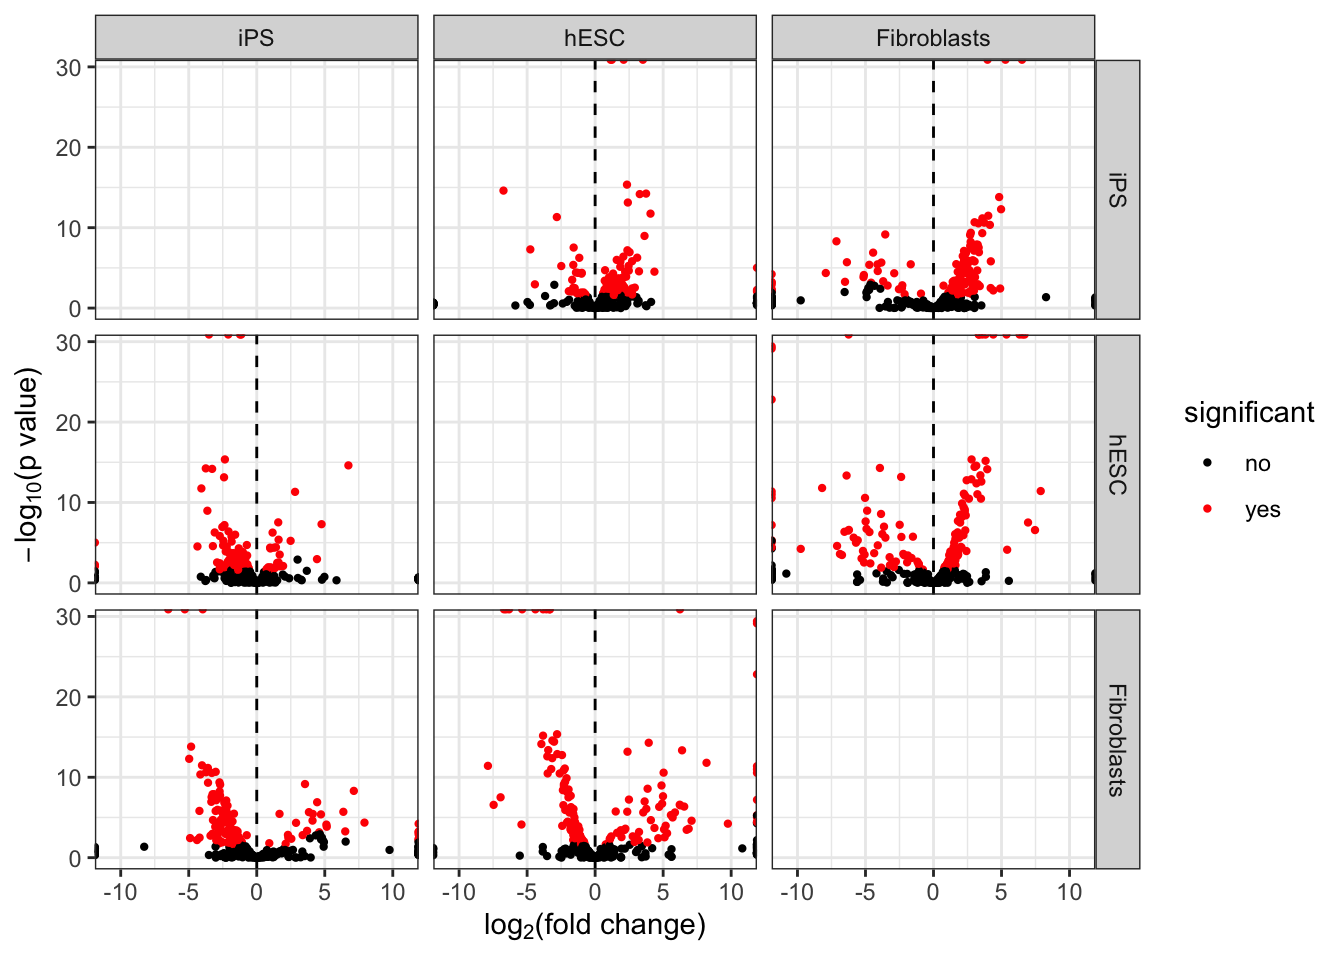 iPS hESC Fibroblasts
30
20
10
0
iPS
30
20
10
0
hESC
30
20
10
0
Fibroblasts
-10 -5 0 5 10 -10 -5 0 5 10 -10 -5 0 5 10
log2(fold change)
−log10(p value)
significant
no
yes